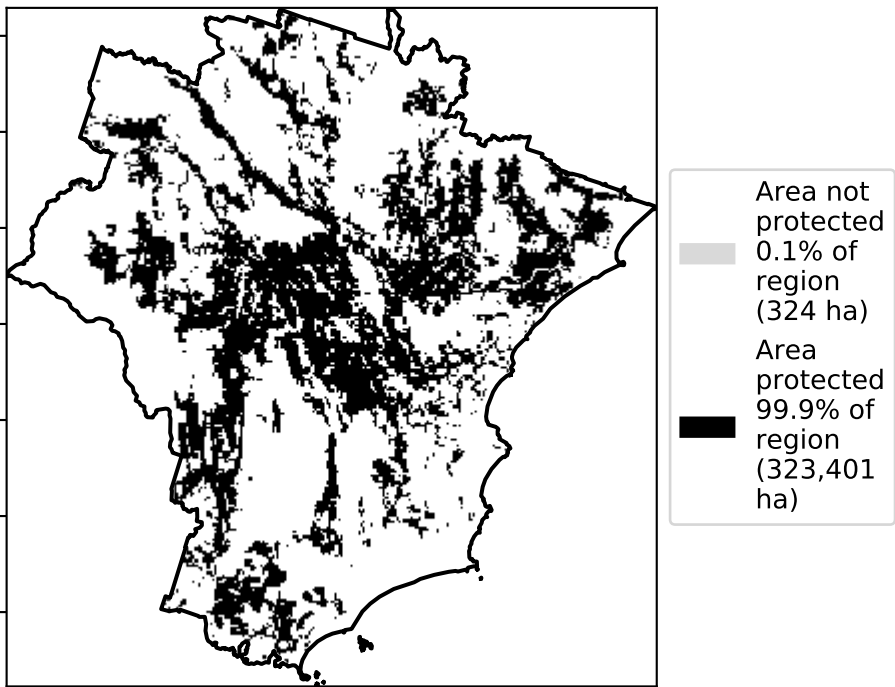 Area not
protected
0.1% of
region
(324 ha)
Area
protected
99.9% of
region
(323,401
ha)